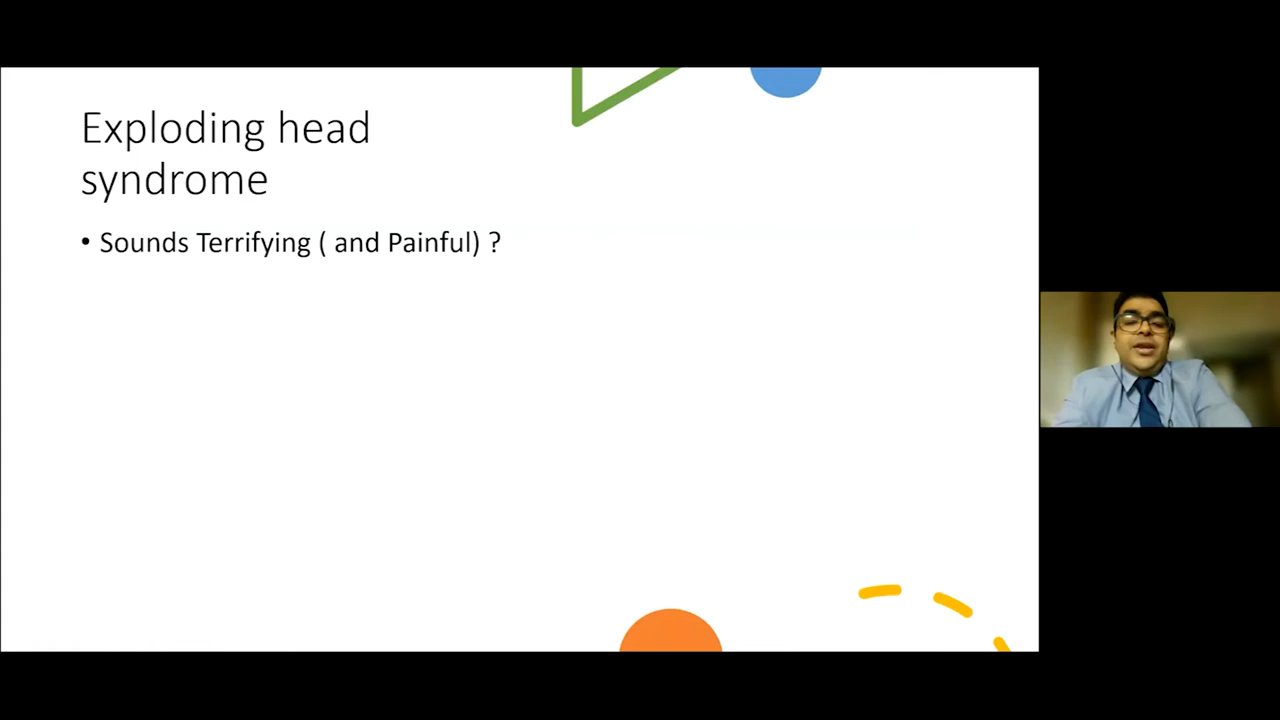 Exploding head
syndrome
• Sounds Terrifying ( and Painful) ?